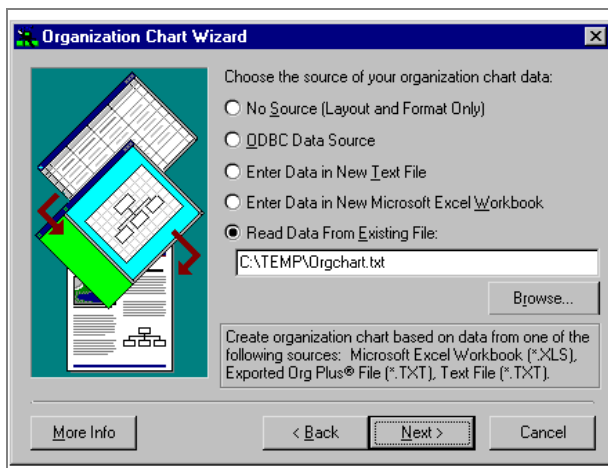 Organization Chart Wizard
Choose the source of your organization chart data:
No Source (Layout and Format Only)
ODBC Data Source
Enter Data in New Text File
Enter Data in New Microsoft Excel Workbook
Read Data From Existing File:
C:\TEMP\Orgchart.txt
Browse...
Create organization chart based on data from one of the
following sources: Microsoft Excel Workbook (*.XLS),
Exported Org Plus® File (*.TXT), Text File (*.TXT).
More Info
< Back
Next >
Cancel